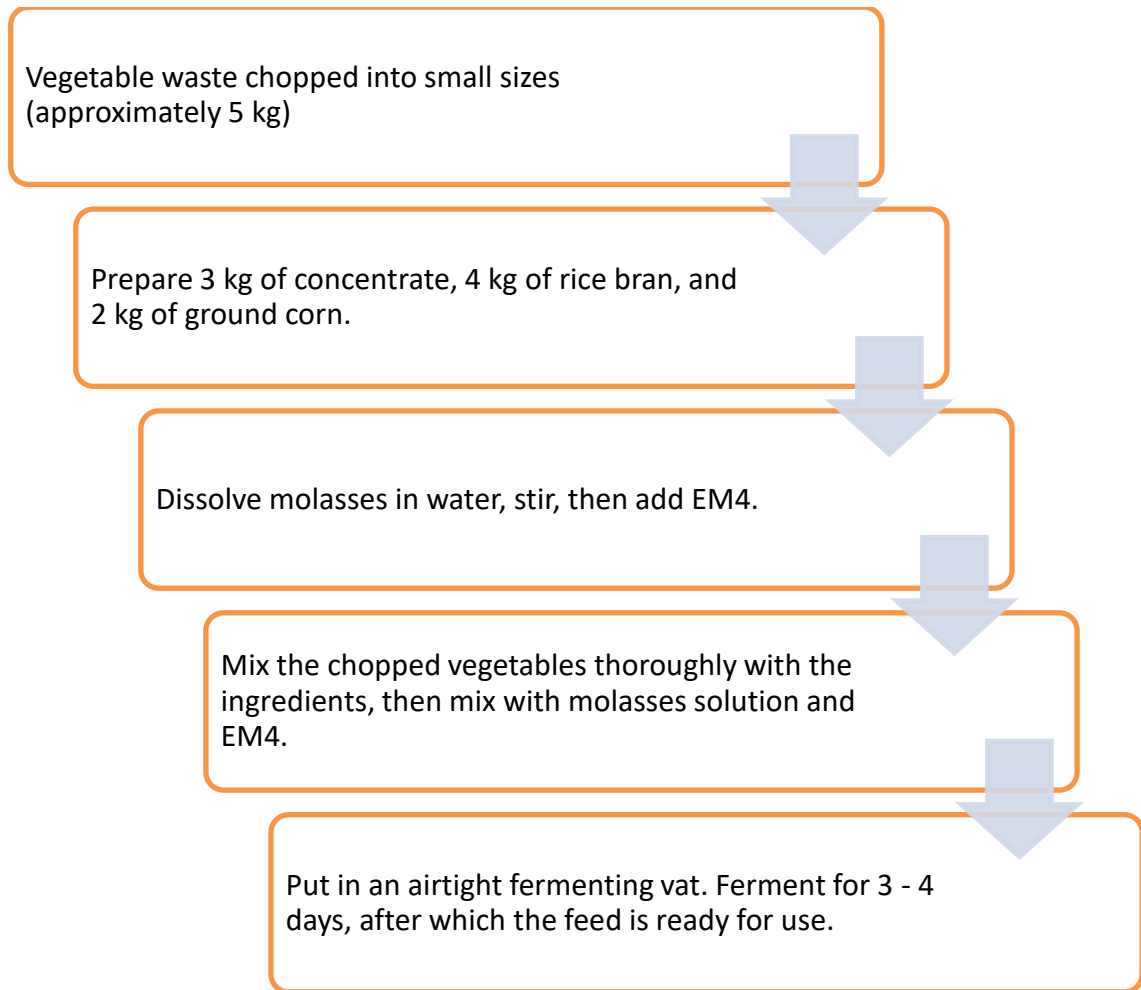 Vegetable waste chopped into small sizes
(approximately 5 kg)
Prepare 3 kg of concentrate, 4 kg of rice bran, and
2 kg of ground corn.
Dissolve molasses in water, stir, then add EM4.
Mix the chopped vegetables thoroughly with the
ingredients, then mix with molasses solution and
EM4.
Put in an airtight fermenting vat. Ferment for 3 - 4
days, after which the feed is ready for use.